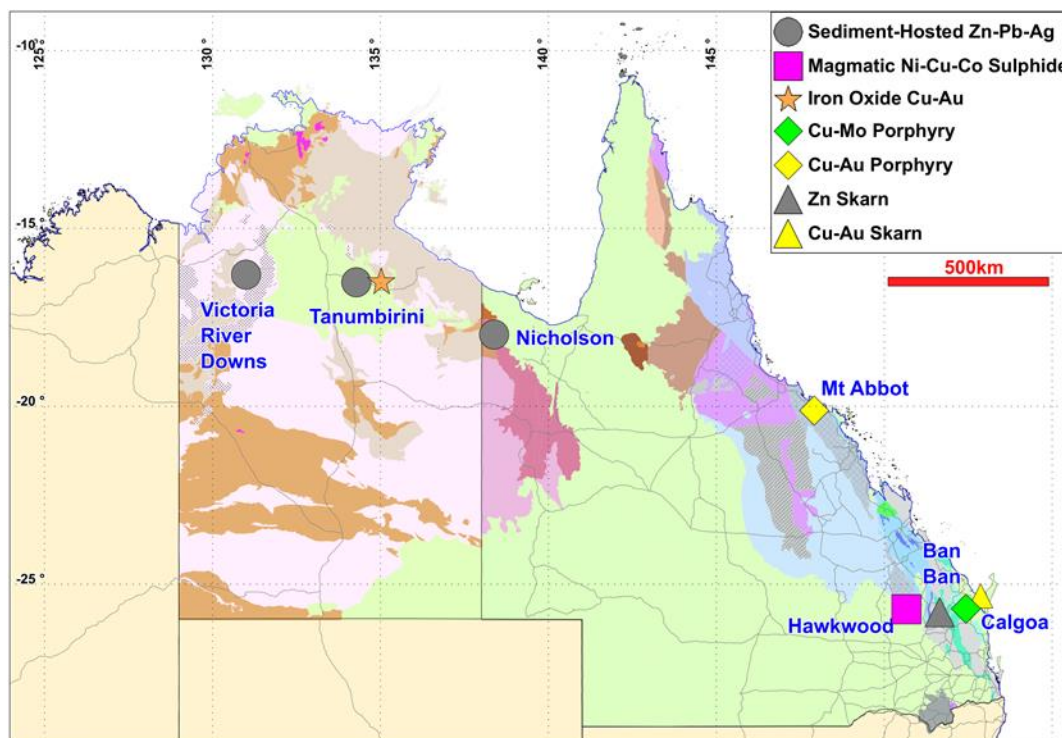 125°
130°
135°
140°
145°
-10°
-15°
-20°
-25°
Sediment-Hosted Zn-Pb-Ag
Magmatic Ni-Cu-Co Sulphide
Iron Oxide Cu-Au
Cu-Mo Porphyry
Cu-Au Porphyry
Zn Skarn
Cu-Au Skarn
500km
Victoria
River
Downs
Tanumbirini
Nicholson
Mt Abbot
Ban
Ban
Hawkwood
Calgoa